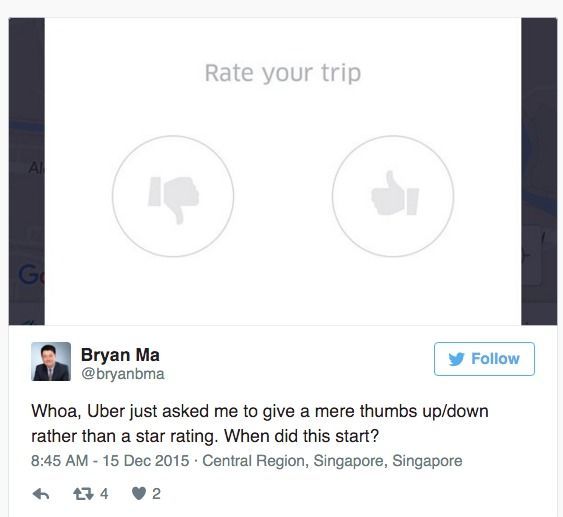 Rate your trip
Bryan Ma
@bryanbma
Follow
Whoa, Uber just asked me to give a mere thumbs up/down
rather than a star rating. When did this start?
8:45 AM - 15 Dec 2015 · Central Region, Singapore, Singapore
4
2